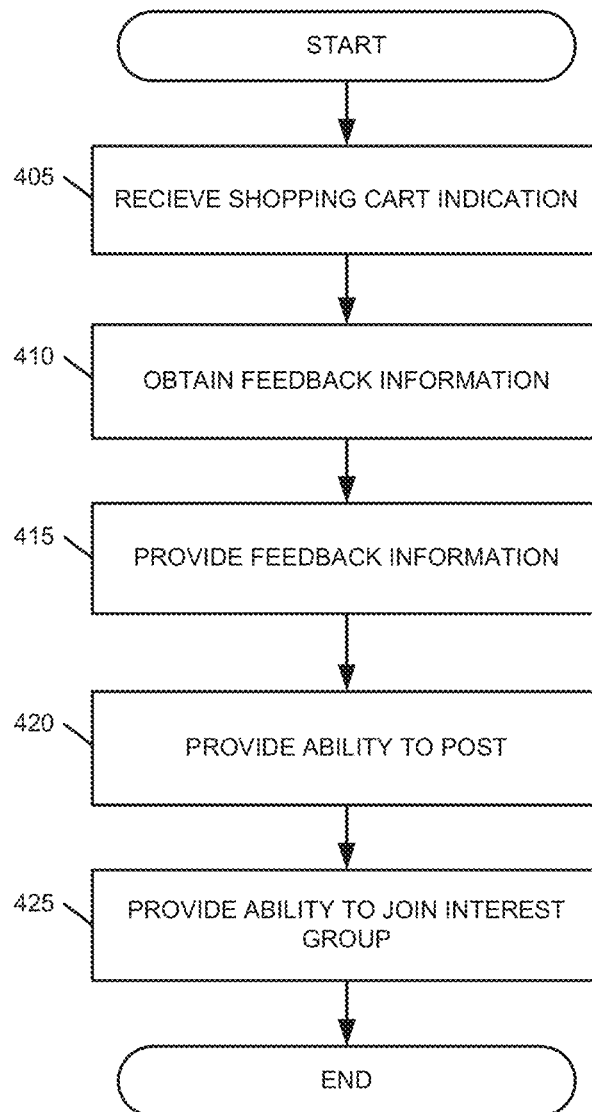 START
405
RECIEVE SHOPPING CART INDICATION
410
OBTAIN FEEDBACK INFORMATION
415
PROVIDE FEEDBACK INFORMATION
420
PROVIDE ABILITY TO POST
425
PROVIDE ABILITY TO JOIN INTEREST
GROUP
END